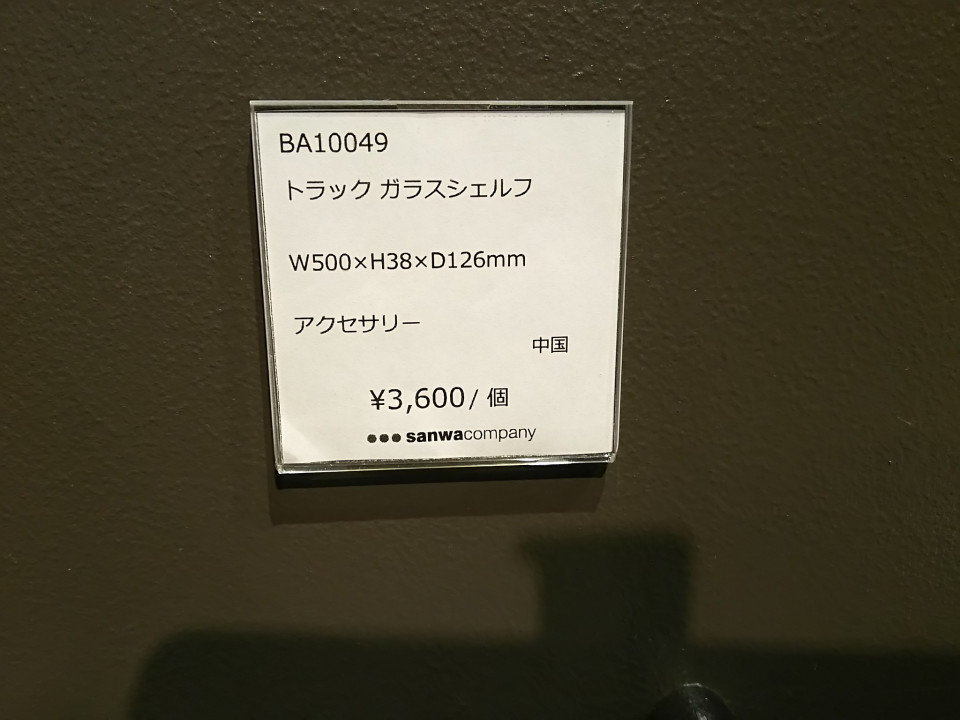 BA10049
トラック ガラスシェルフ
W500×H38×D126mm
アクセサリー
中国
¥3,600/ 個
sanwacompany